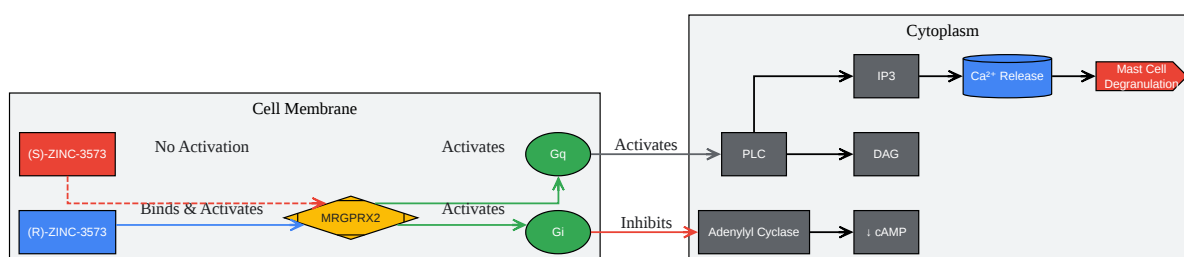 Cytoplasm
IP3
Ca²⁺ Release
Mast Cell
Degranulation
Cell Membrane
(S)-ZINC-3573
No Activation
Activates
Gq
Activates
PLC
DAG
(R)-ZINC-3573
Binds & Activates
MRGPRX2
Activates
Gi
Inhibits
Adenylyl Cyclase
↓ cAMP